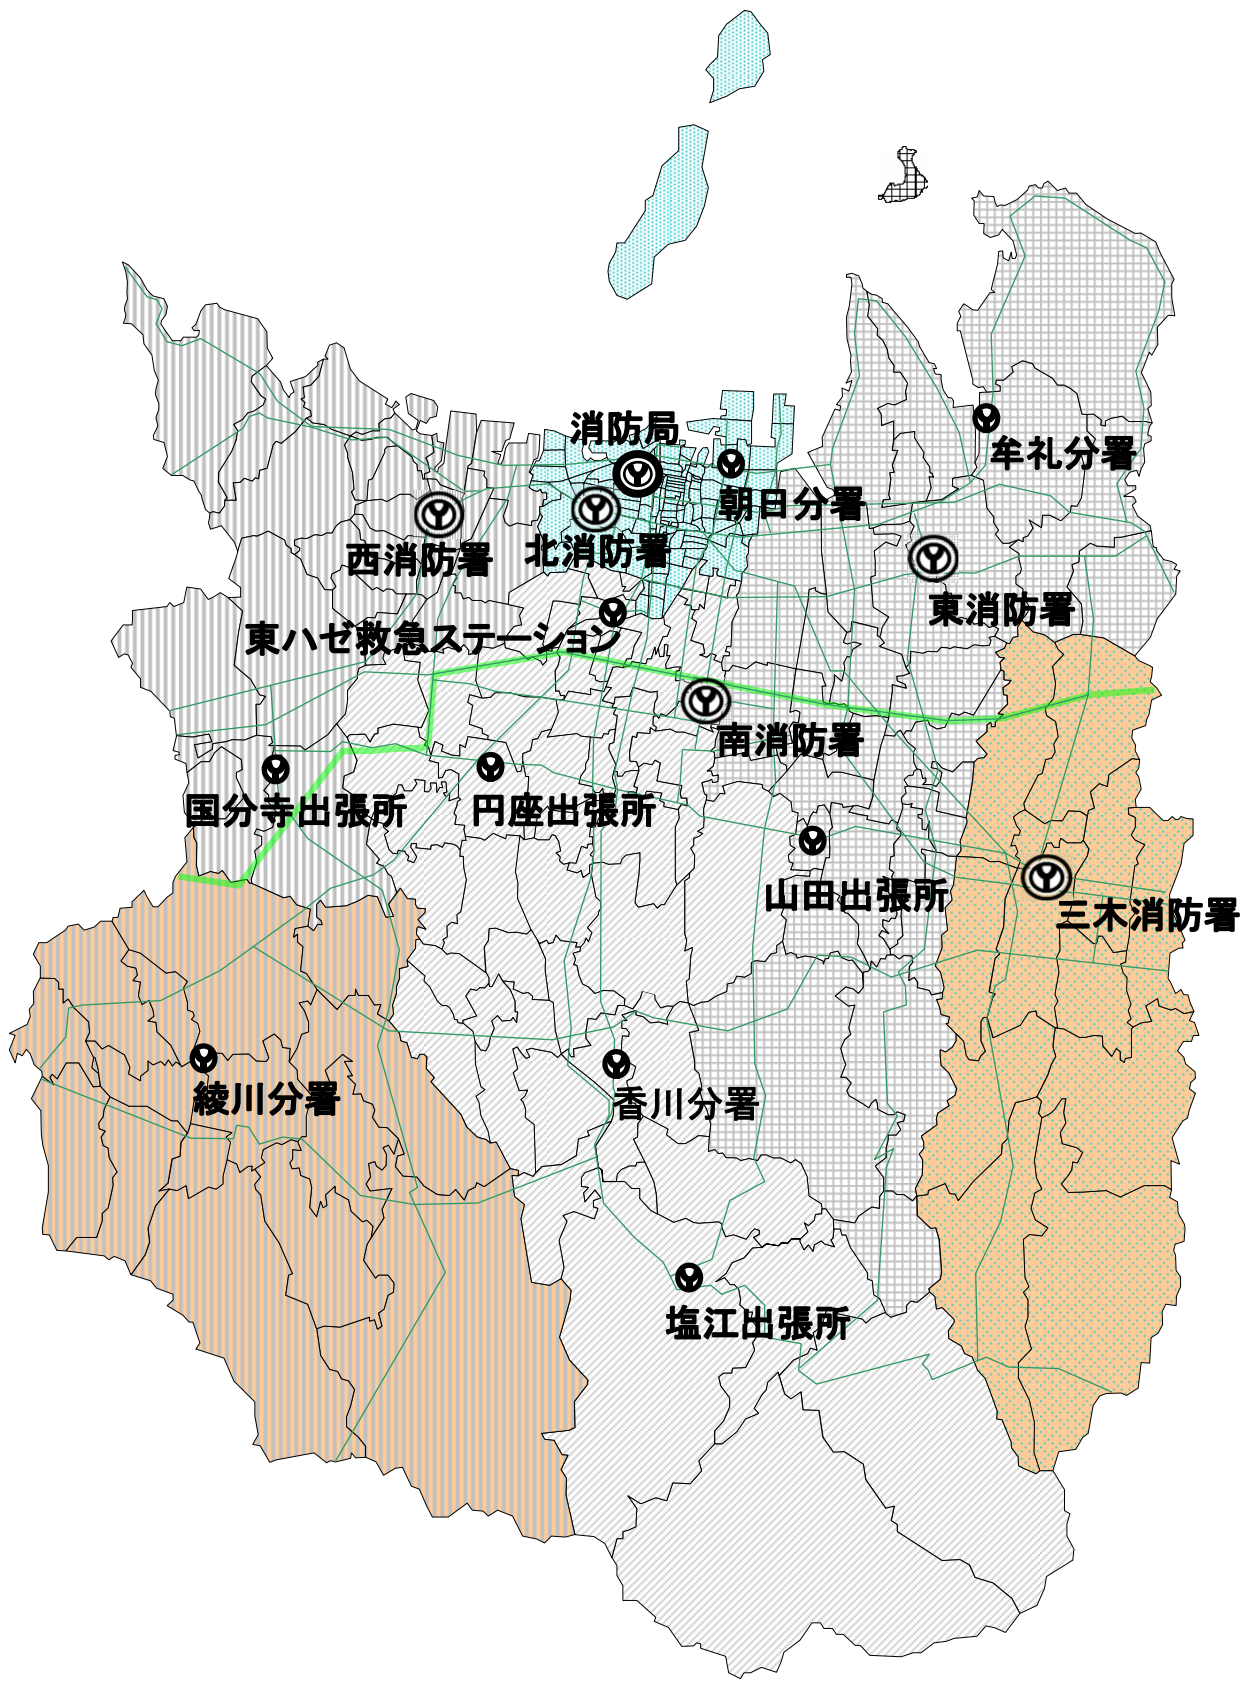 消防局
牟礼分署
朝日分署
西消防署
北消防署
東消防署
東ハゼ救急ステーション
南消防署
国分寺出張所
円座出張所
山田出張所
三木消防署
綾川分署
香川分署
塩江出張所